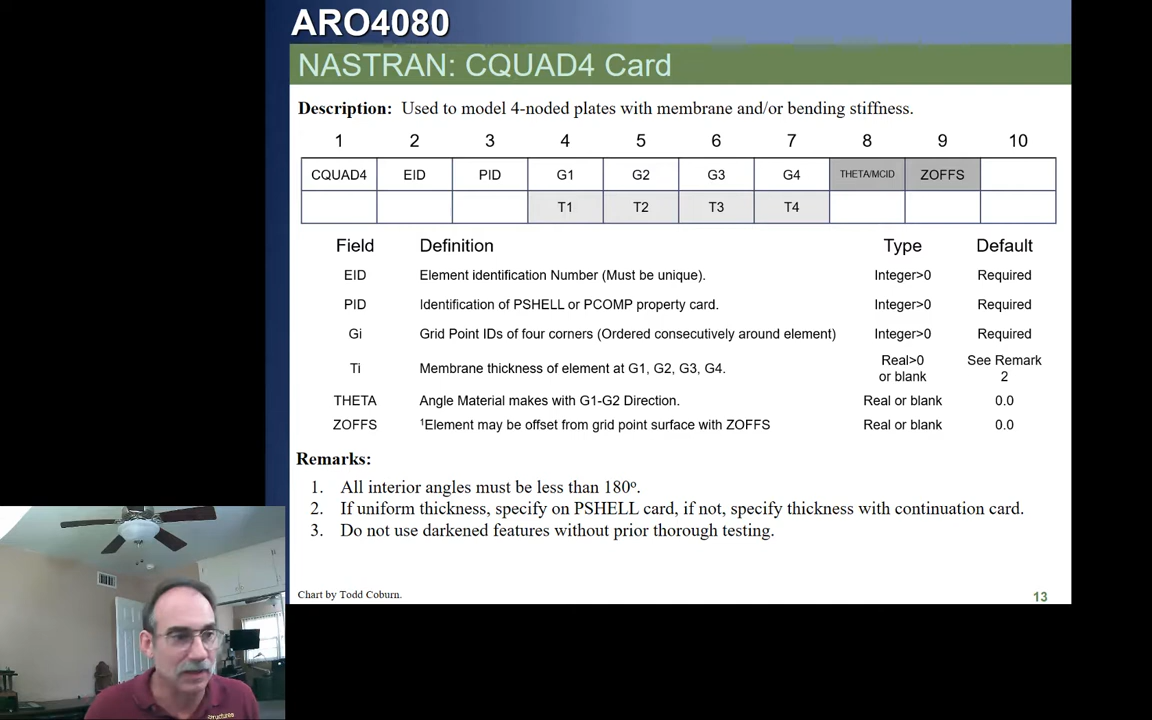 ARO4080
NASTRAN: CQUAD4 Card
Description: Used to model 4-noded plates with membrane and/or bending stiffness.
1 2 3 4 5 6 7 8 9 10
CQUAD4 EID PID G1 G2 G3 G4 THETA/MCID ZOFFS
T1 T2 T3 T4
Field Definition Type Default
EID Element identification Number (Must be unique). Integer>0 Required
PID Identification of PSHELL or PCOMP property card. Integer>0 Required
Gi Grid Point IDs of four corners (Ordered consecutively around element) Integer>0 Required
Ti Membrane thickness of element at G1, G2, G3, G4. Real>0 or blank See Remark 2
THETA Angle Material makes with G1-G2 Direction. Real or blank 0.0
ZOFFS ¹Element may be offset from grid point surface with ZOFFS Real or blank 0.0
Remarks:
1. All interior angles must be less than 180º.
2. If uniform thickness, specify on PSHELL card, if not, specify thickness with continuation card.
3. Do not use darkened features without prior thorough testing.
Chart by Todd Coburn.
13
structures